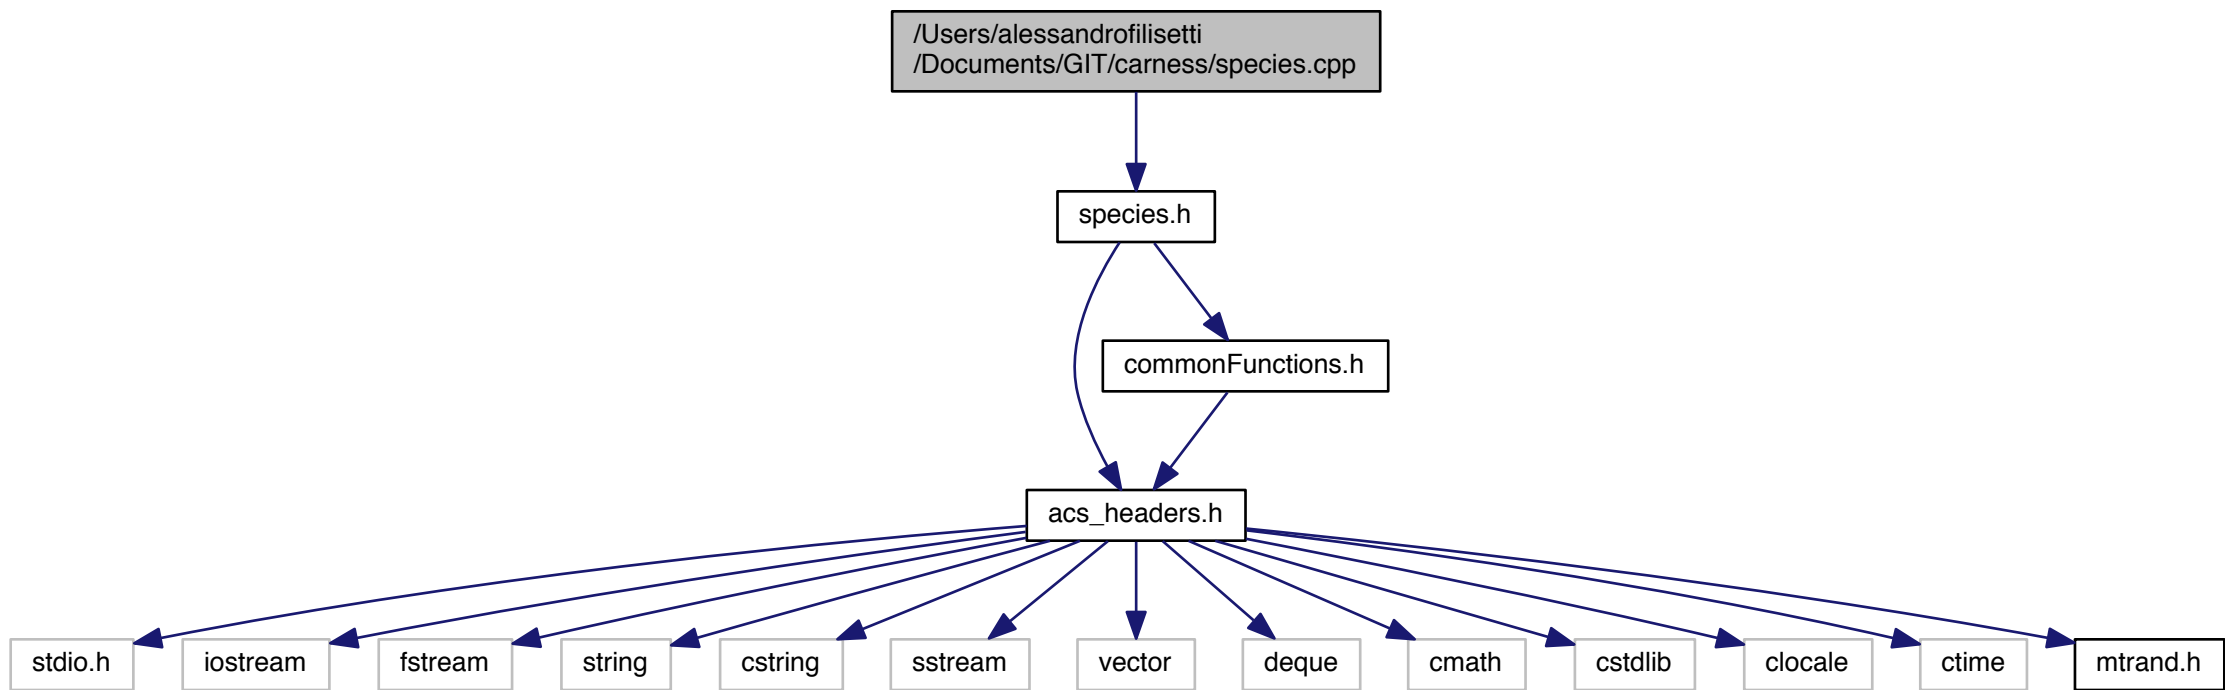 /Users/alessandrofilisetti
/Documents/GIT/carness/species.cpp
species.h
commonFunctions.h
acs_headers.h
stdio.h
iostream
fstream
string
cstring
sstream
vector
deque
cmath
cstdlib
clocale
ctime
mtrand.h